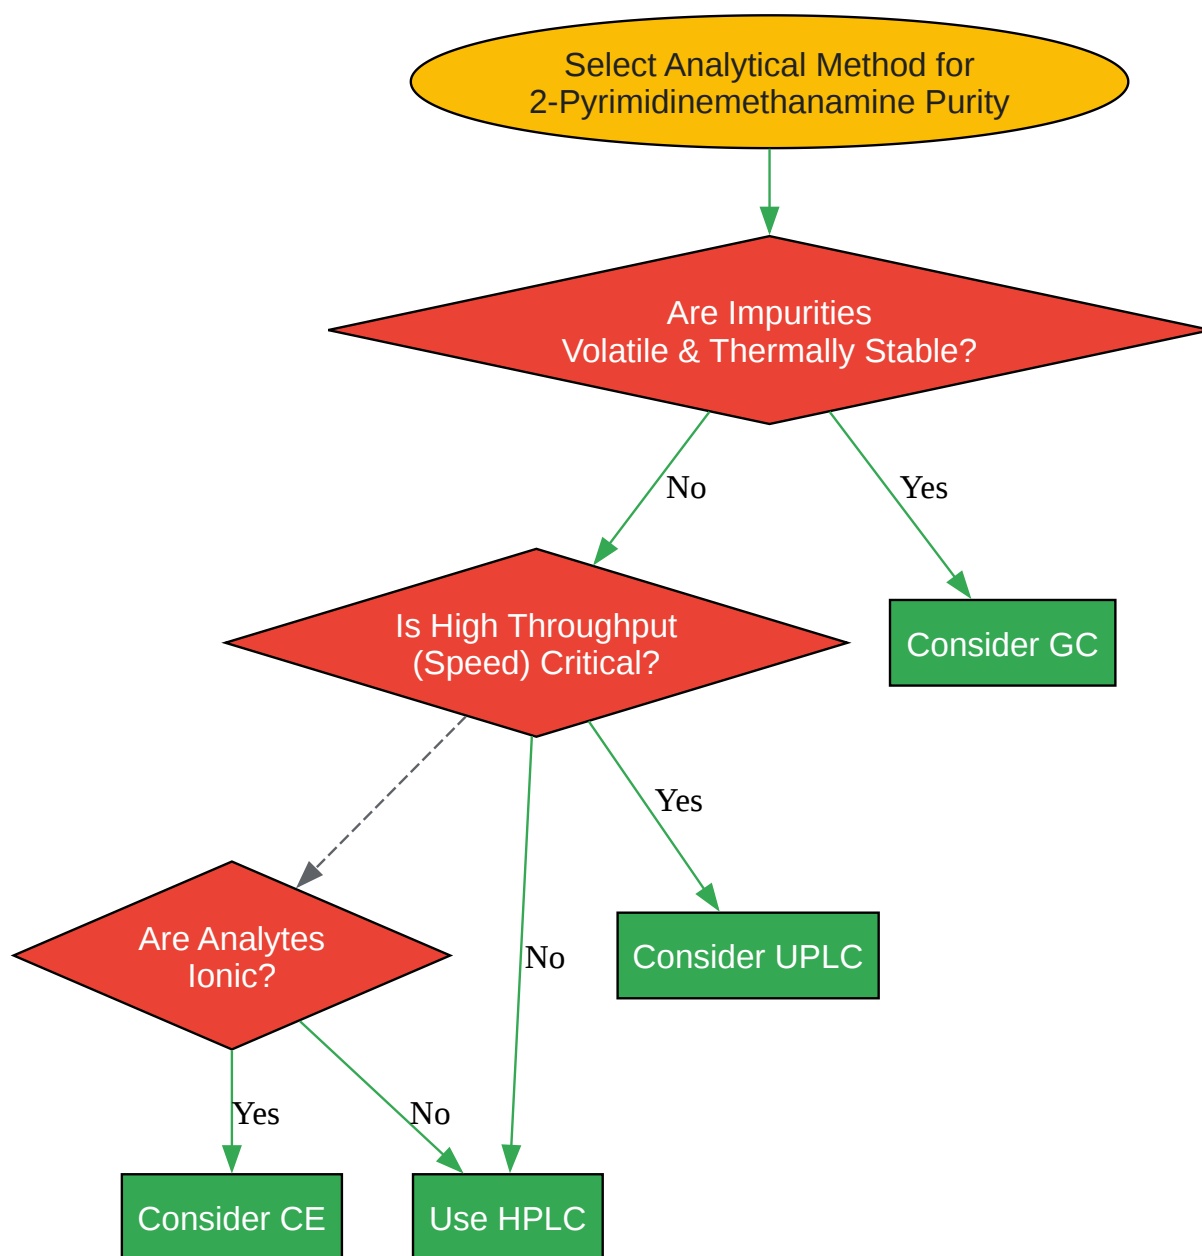 Select Analytical Method for
2-Pyrimidinemethanamine Purity
Are Impurities
Volatile & Thermally Stable?
No
Yes
Is High Throughput
(Speed) Critical?
Consider GC
Yes
Are Analytes
Ionic?
No
Consider UPLC
Yes
No
Consider CE
Use HPLC